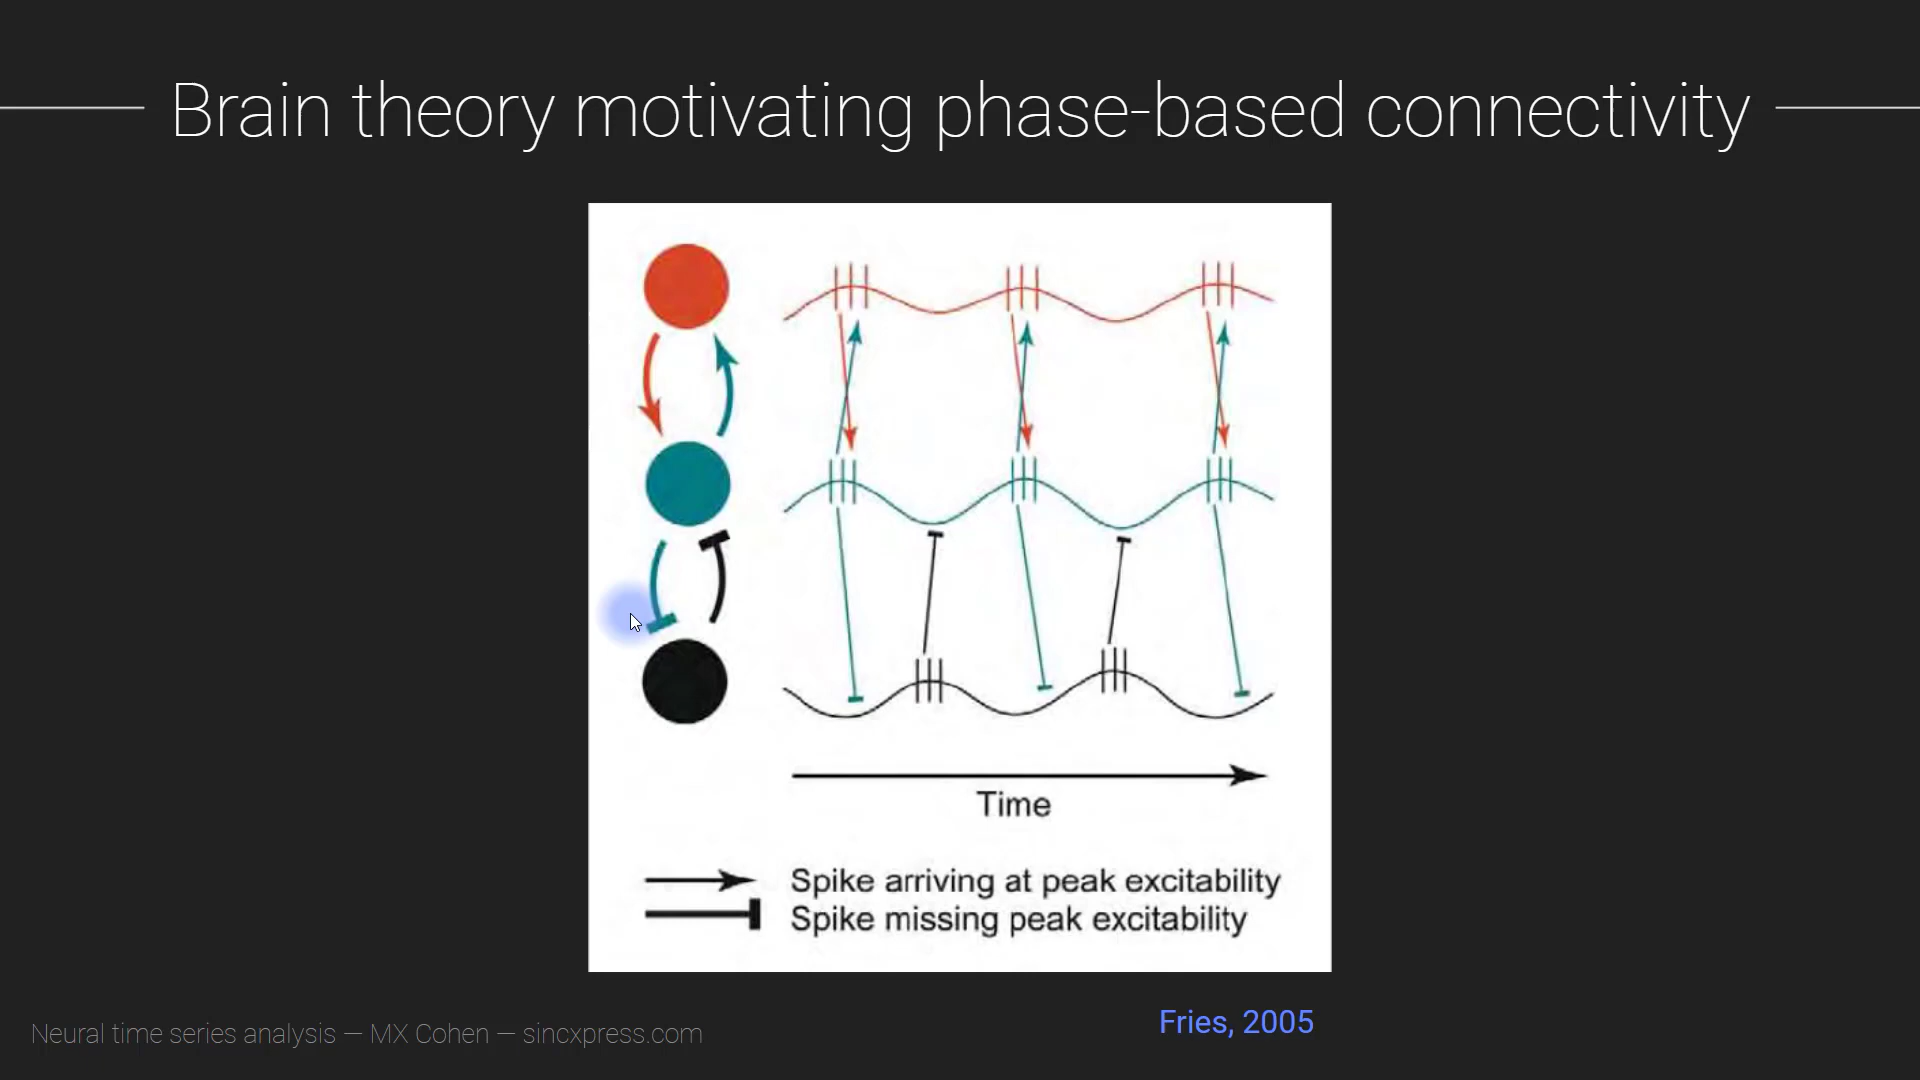 Brain theory motivating phase-based connectivity
Time
Spike arriving at peak excitability
Spike missing peak excitability
Fries, 2005
Neural time series analysis — MX Cohen — sincxpress.com